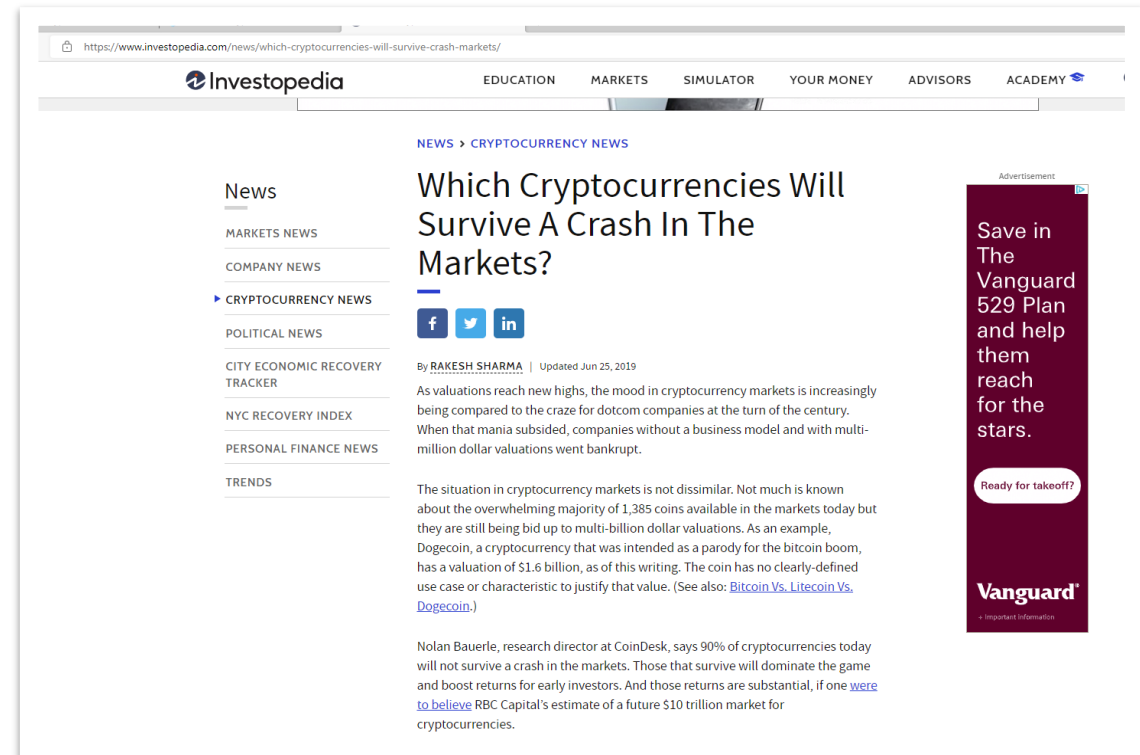 https://www.investopedia.com/news/which-cryptocurrencies-will-survive-crash-markets/
Investopedia
EDUCATION MARKETS SIMULATOR YOUR MONEY ADVISORS ACADEMY
NEWS > CRYPTOCURRENCY NEWS
News
MARKETS NEWS
COMPANY NEWS
CRYPTOCURRENCY NEWS
POLITICAL NEWS
CITY ECONOMIC RECOVERY
TRACKER
NYC RECOVERY INDEX
PERSONAL FINANCE NEWS
TRENDS
Which Cryptocurrencies Will
Survive A Crash In The
Markets?
f in
By RAKESH SHARMA | Updated Jun 25, 2019
As valuations reach new highs, the mood in cryptocurrency markets is increasingly
being compared to the craze for dotcom companies at the turn of the century.
When that mania subsided, companies without a business model and with multi-
million dollar valuations went bankrupt.
The situation in cryptocurrency markets is not dissimilar. Not much is known
about the overwhelming majority of 1,385 coins available in the markets today but
they are still being bid up to multi-billion dollar valuations. As an example,
Dogecoin, a cryptocurrency that was intended as a parody for the bitcoin boom,
has a valuation of $1.6 billion, as of this writing. The coin has no clearly-defined
use case or characteristic to justify that value. (See also: Bitcoin Vs. Litecoin Vs.
Dogecoin.)
Nolan Bauerle, research director at CoinDesk, says 90% of cryptocurrencies today
will not survive a crash in the markets. Those that survive will dominate the game
and boost returns for early investors. And those returns are substantial, if one were
to believe RBC Capital's estimate of a future $10 trillion market for
cryptocurrencies.
Advertisement
Save in
The
Vanguard
529 Plan
and help
them
reach
for the
stars.
Ready for takeoff?
Vanguard®
+ Important Information